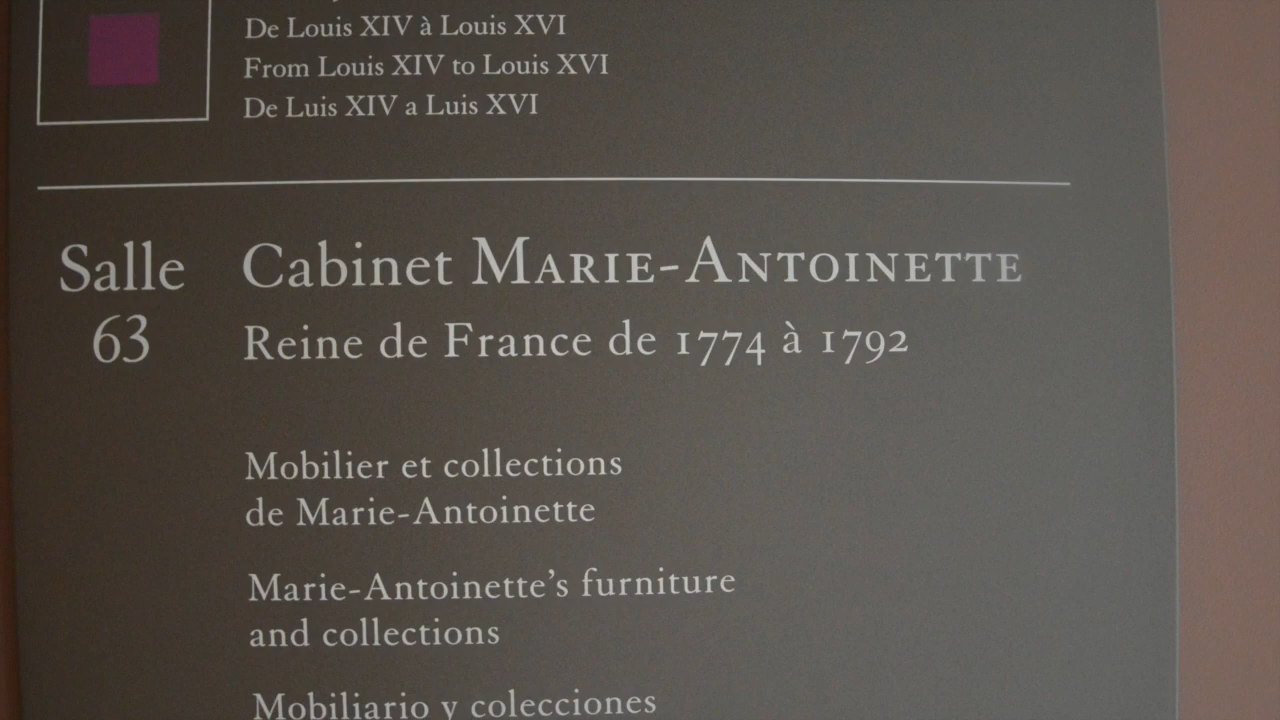 De Louis XIV à Louis XVI
From Louis XIV to Louis XVI
De Luis XIV a Luis XVI
Salle
63
Cabinet MARIE-ANTOINETTE
Reine de France de 1774 à 1792
Mobilier et collections
de Marie-Antoinette
Marie-Antoinette's furniture
and collections
Mobiliario y colecciones